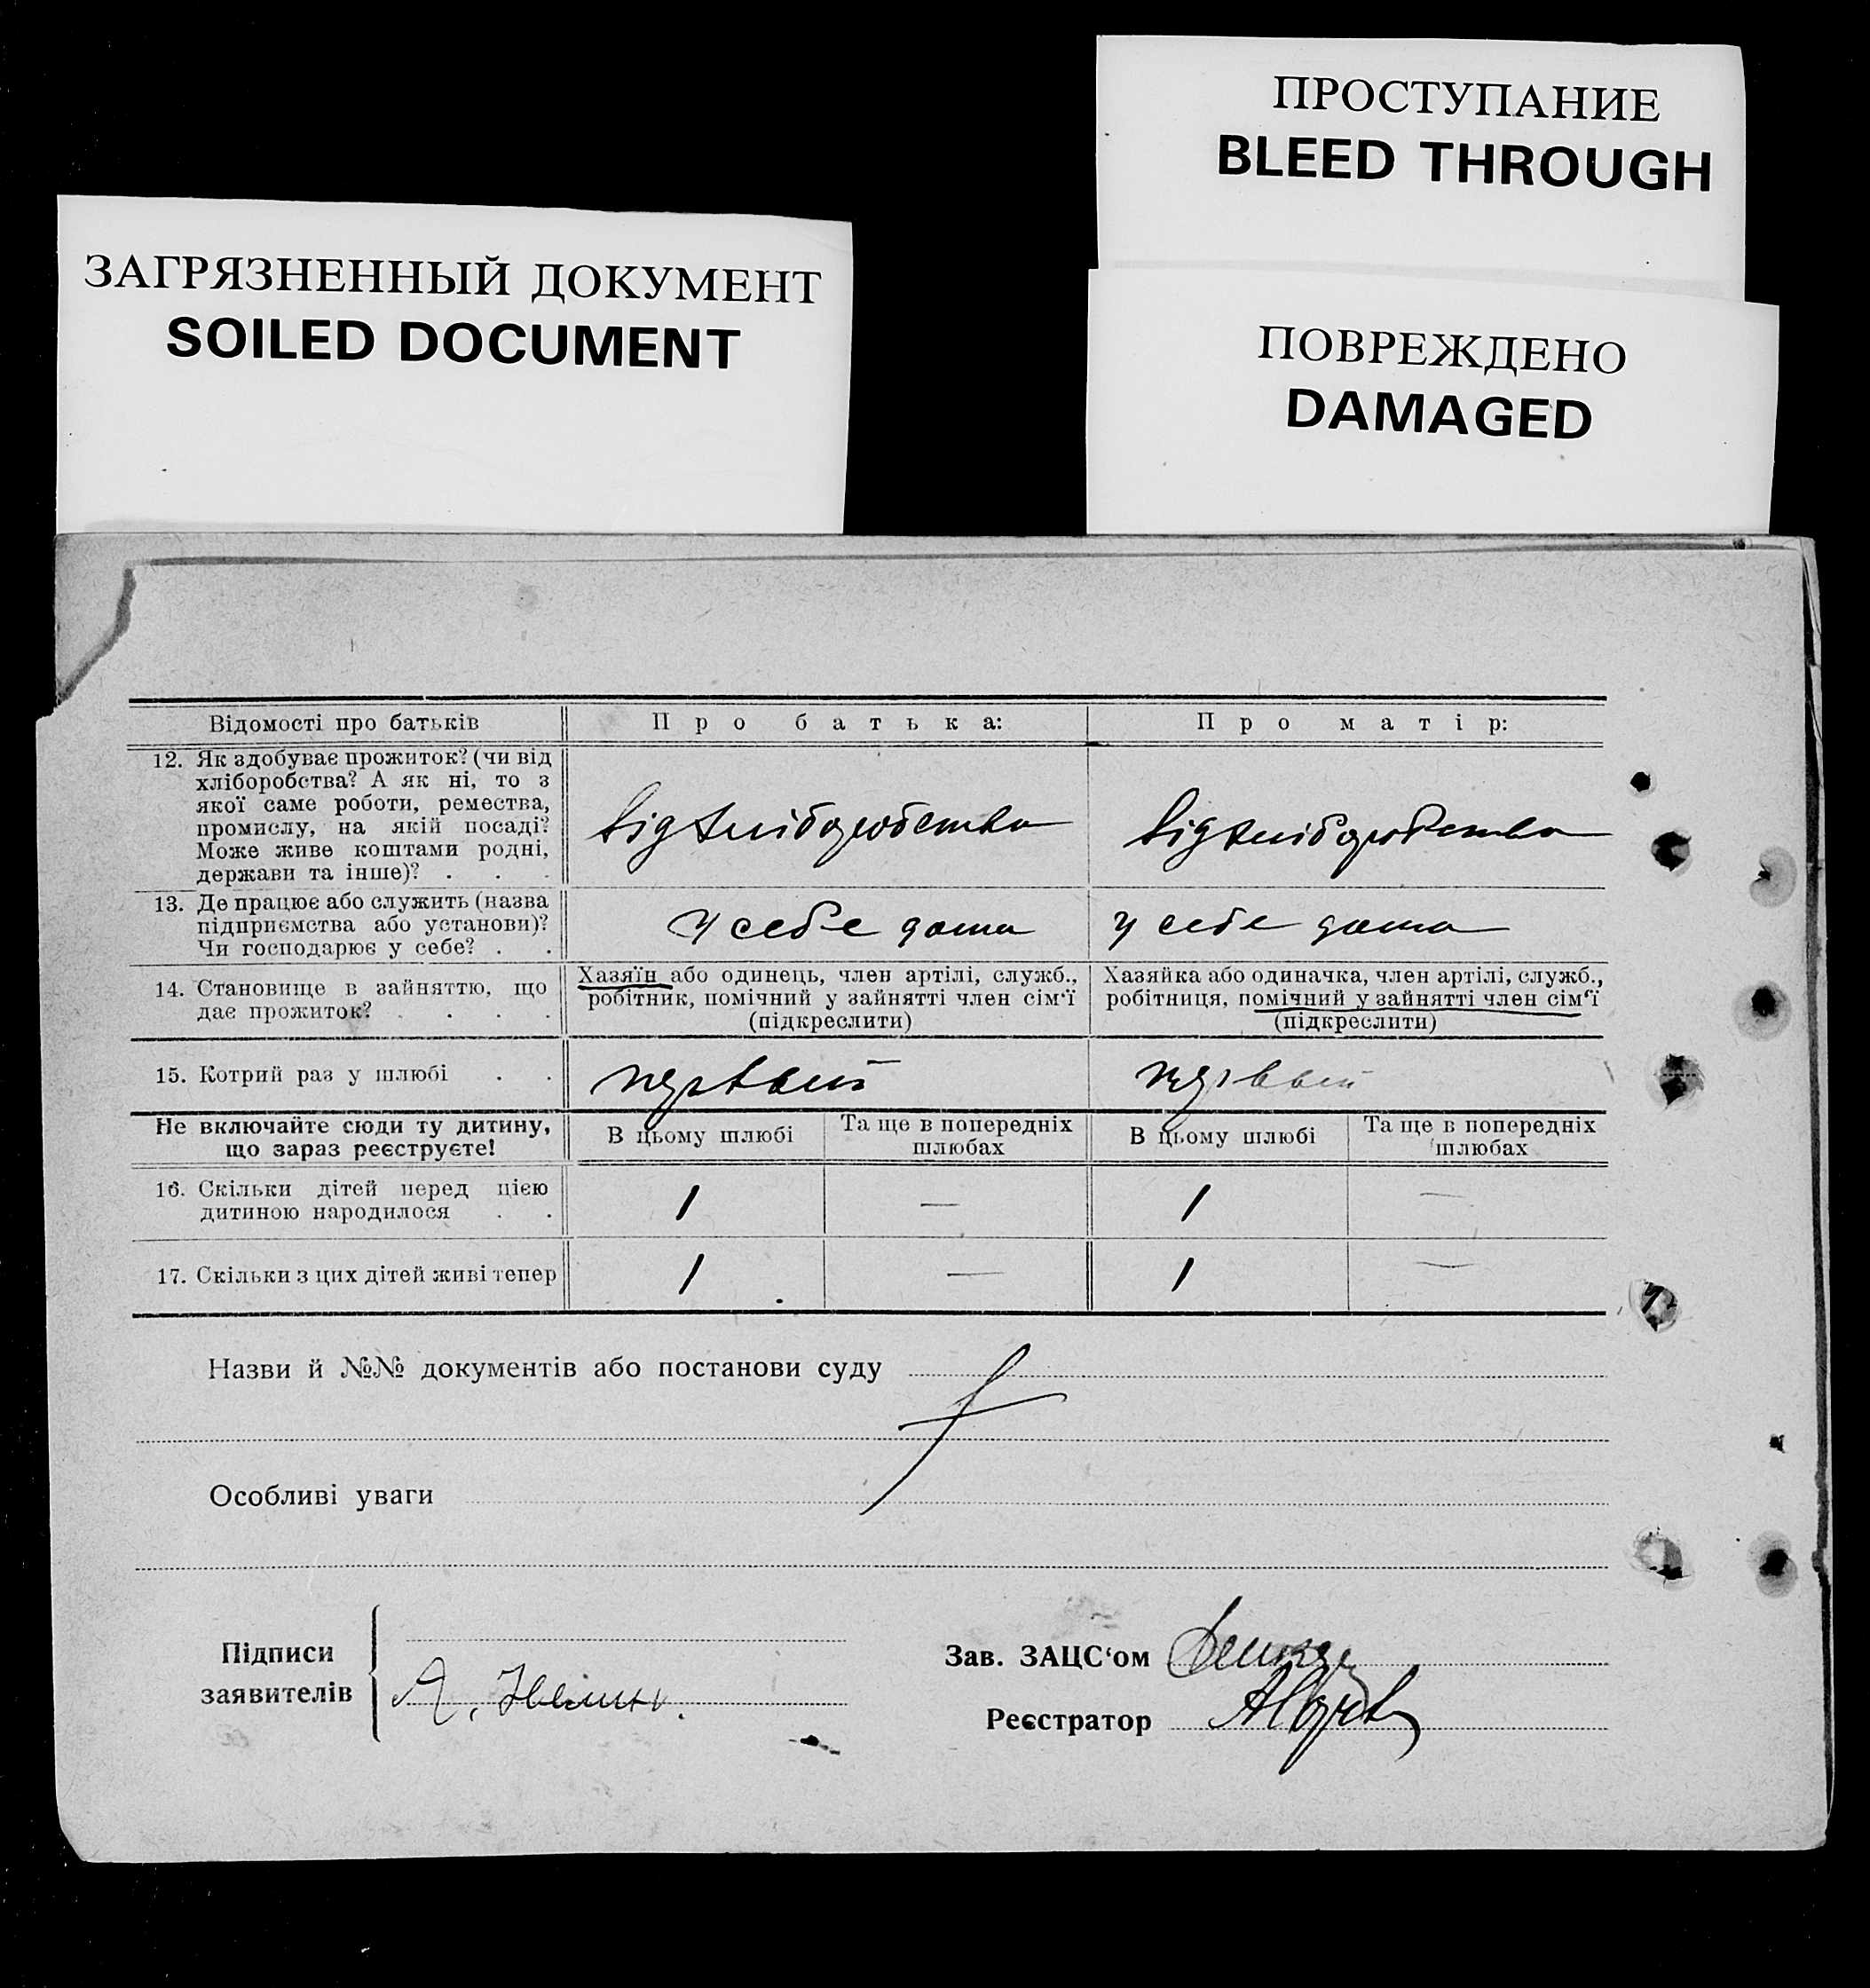 ПРОСТУПАНИЕ
BLEED THROUGH
ЗАГРЯЗНЕННЫЙ ДОКУМЕНТ
SOILED DOCUMENT
ПОВРЕЖДЕНО
DAMAGED
Відомості про батьків
Про батька:
Про матір:
12. Як здобуває прожиток? (чи від
хліборобства? А як ні, то з
якої саме роботи, ремества,
промислу, на якій посаді?
Може живе коштами родні,
держави та інше)? . . .
від хліборобства
від хліборобства
13. Де працює або служить (назва
підприємства або установи)?
Чи господарює у себе? . .
у себе дома
у себе дома
14. Становище в зайняттю, що
дає прожиток? . . . .
Хазяїн або одинець, член артілі, служб.,
робітник, помічний у зайнятті член сім‘ї
(підкреслити)
Хазяйка або одиначка, член артілі, служб.,
робітниця, помічний у зайнятті член сім‘ї
(підкреслити)
15. Котрий раз у шлюбі . .
первый
первый
Не включайте сюди ту дитину,
що зараз реєструєте!
В цьому шлюбі
Та ще в попередніх
шлюбах
В цьому шлюбі
Та ще в попередніх
шлюбах
16. Скільки дітей перед цією
дитиною народилося . .
1
—
1
—
17. Скільки з цих дітей живі тепер
1
—
1
—
Назви й №№ документів або постанови суду
Особливі уваги
Підписи
заявителів
Зав. ЗАЦС‘ом
Реєстратор